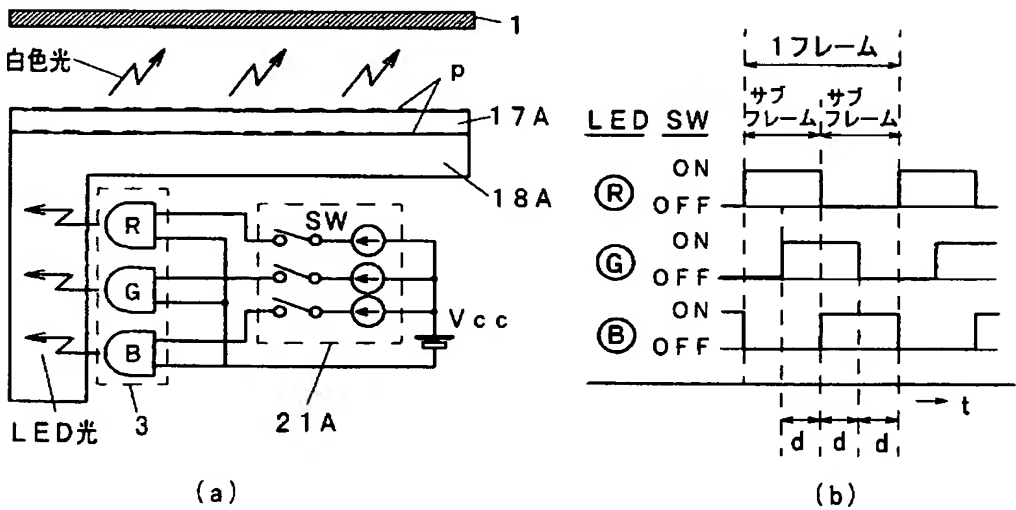 1
白色光
p
17A
18A
R
G
B
SW
Vcc
LED光
3
21A
(a)
1フレーム
サブ
フレーム
サブ
フレーム
LED SW
R
ON
OFF
G
ON
OFF
B
ON
OFF
t
d d d
(b)